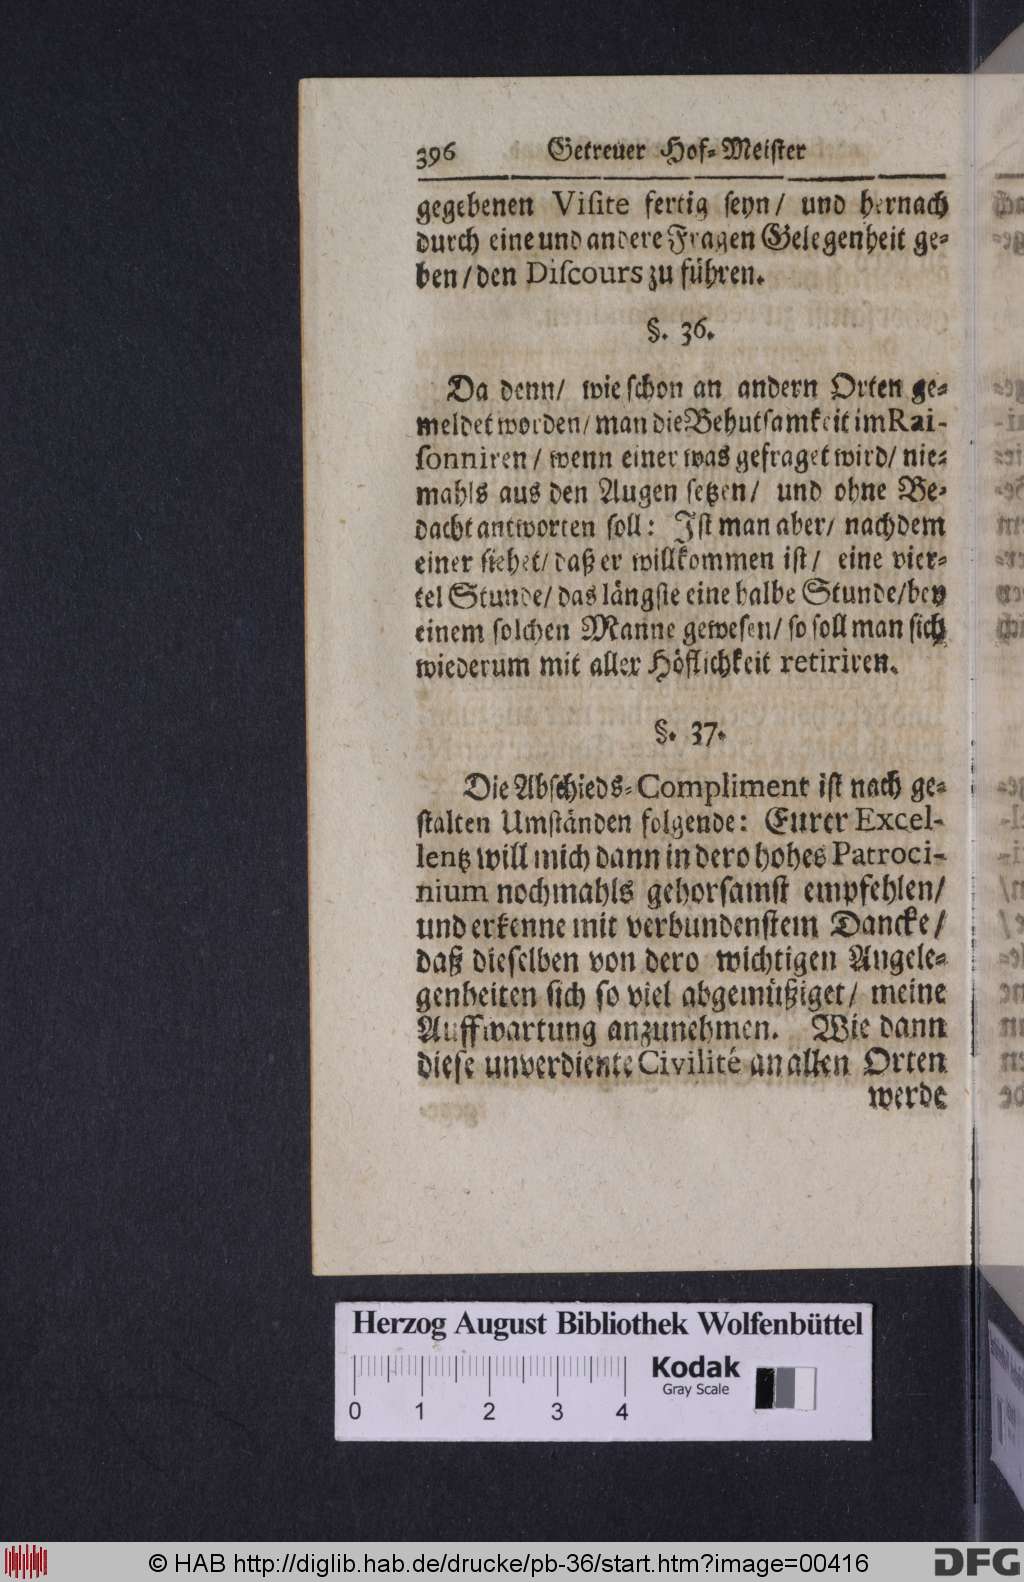 396 Getreuer Hof-Meister
gegebenen Viſite fertig ſeyn / und hernach
durch eine und andere Fragen Gelegenheit ge-
ben / den Diſcours zu führen.
§. 36.
Da denn / wie ſchon an andern Orten ge-
meldet worden / man die Behutſamkeit im Rai-
ſonniren / wenn einer was gefraget wird / nie-
mahls aus den Augen ſetzen / und ohne Be-
dacht antworten ſoll: Iſt man aber / nachdem
einer ſiehet / daß er willkommen iſt / eine vier-
tel Stunde / das längſte eine halbe Stunde / bey
einem ſolchen Manne geweſen / ſo ſoll man ſich
wiederum mit aller Höflichkeit retiriren.
§. 37.
Die Abſchieds-Compliment iſt nach ge-
ſtalten Umſtänden folgende: Eurer Excel-
lentz will mich dann in dero hohes Patroci-
nium nochmahls gehorſamſt empfehlen /
und erkenne mit verbundenſtem Dancke /
daß dieſelben von dero wichtigen Angele-
genheiten ſich ſo viel abgemüßiget / meine
Auffwartung anzunehmen. Wie dann
dieſe unverdiente Civilité an allen Orten
werde
Herzog August Bibliothek Wolfenbüttel
Kodak
Gray Scale
0 1 2 3 4
© HAB http://diglib.hab.de/drucke/pb-36/start.htm?image=00416
DFG